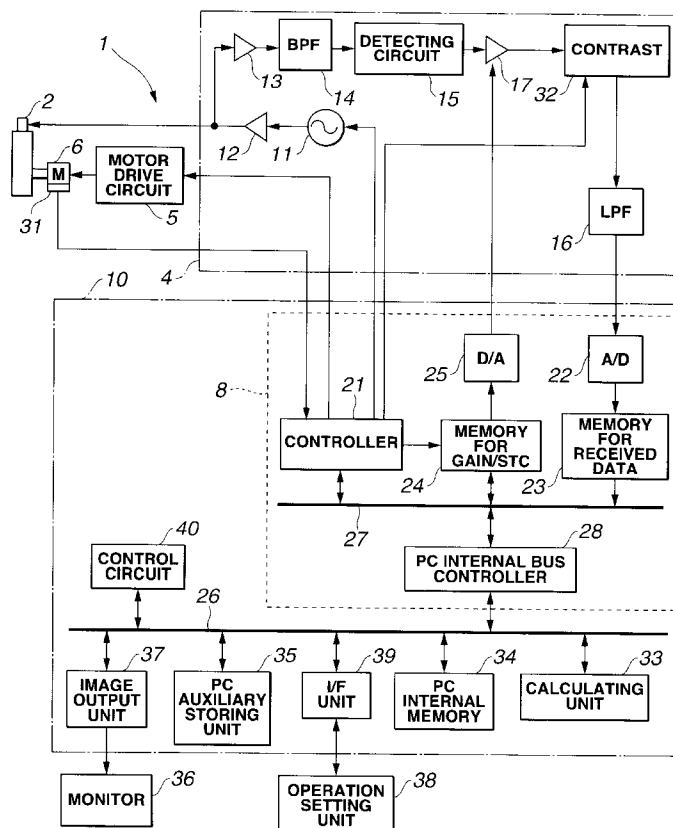 1
2
6
M
31
MOTOR
DRIVE
CIRCUIT
5
13
BPF
14
DETECTING
CIRCUIT
15
17
CONTRAST
32
12
11
LPF
16
4
10
8
D/A
25
A/D
22
21
CONTROLLER
MEMORY
FOR
GAIN/STC
24
MEMORY
FOR
RECEIVED
DATA
23
27
28
PC INTERNAL BUS
CONTROLLER
40
CONTROL
CIRCUIT
26
37
IMAGE
OUTPUT
UNIT
35
PC
AUXILIARY
STORING
UNIT
39
I/F
UNIT
34
PC
INTERNAL
MEMORY
33
CALCULATING
UNIT
36
MONITOR
38
OPERATION
SETTING
UNIT